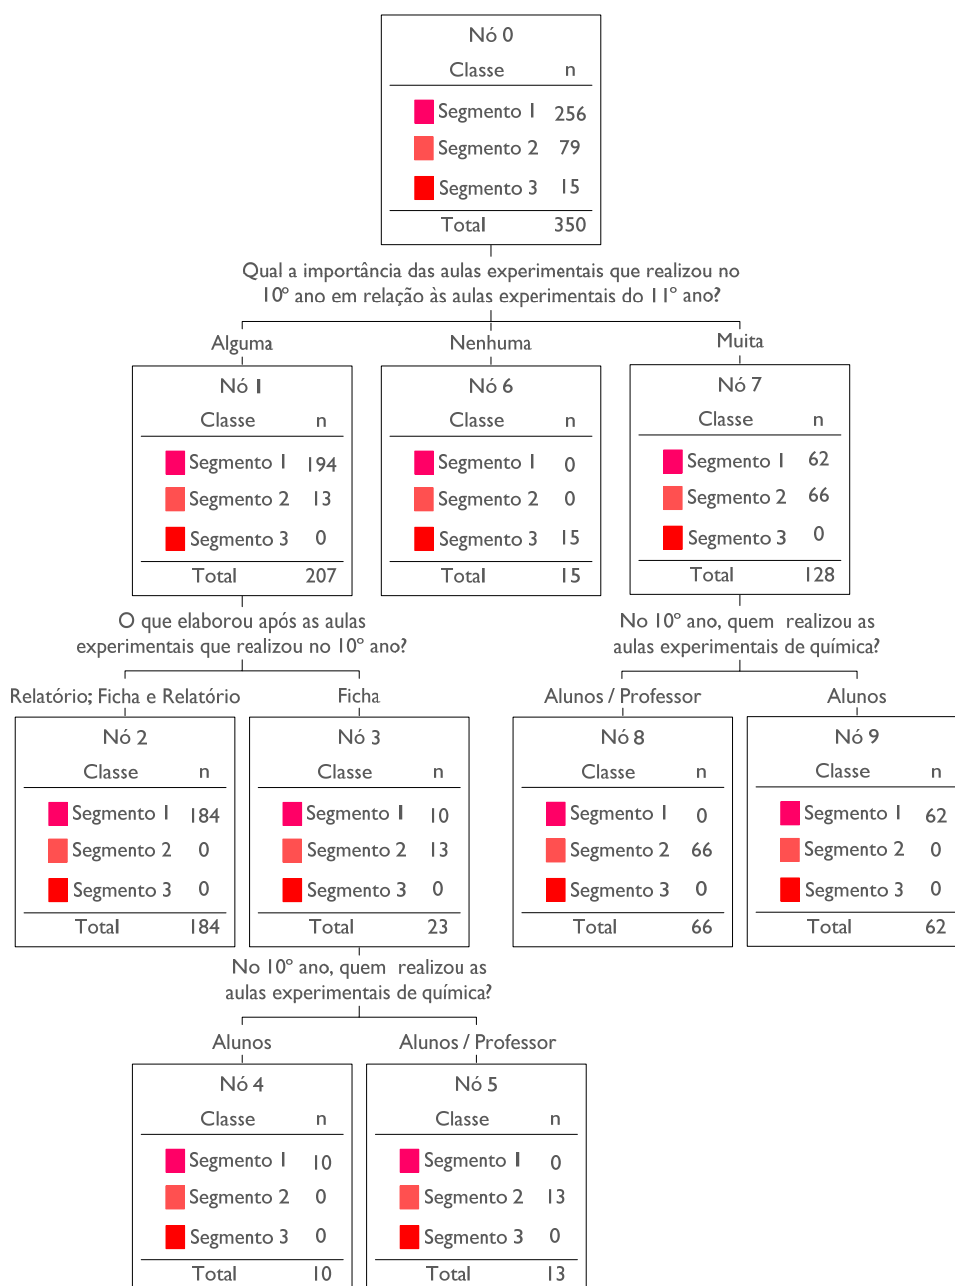 Nó 0
Classe n
Segmento 1 256
Segmento 2 79
Segmento 3 15
Total 350
Qual a importância das aulas experimentais que realizou no
10º ano em relação às aulas experimentais do 11º ano?
Alguma
Nenhuma
Muita
Nó 1
Classe n
Segmento 1 194
Segmento 2 13
Segmento 3 0
Total 207
Nó 6
Classe n
Segmento 1 0
Segmento 2 0
Segmento 3 15
Total 15
Nó 7
Classe n
Segmento 1 62
Segmento 2 66
Segmento 3 0
Total 128
O que elaborou após as aulas
experimentais que realizou no 10º ano?
No 10º ano, quem realizou as
aulas experimentais de química?
Relatório; Ficha e Relatório
Ficha
Alunos / Professor
Alunos
Nó 2
Classe n
Segmento 1 184
Segmento 2 0
Segmento 3 0
Total 184
Nó 3
Classe n
Segmento 1 10
Segmento 2 13
Segmento 3 0
Total 23
Nó 8
Classe n
Segmento 1 0
Segmento 2 66
Segmento 3 0
Total 66
Nó 9
Classe n
Segmento 1 62
Segmento 2 0
Segmento 3 0
Total 62
No 10º ano, quem realizou as
aulas experimentais de química?
Alunos
Alunos / Professor
Nó 4
Classe n
Segmento 1 10
Segmento 2 0
Segmento 3 0
Total 10
Nó 5
Classe n
Segmento 1 0
Segmento 2 13
Segmento 3 0
Total 13